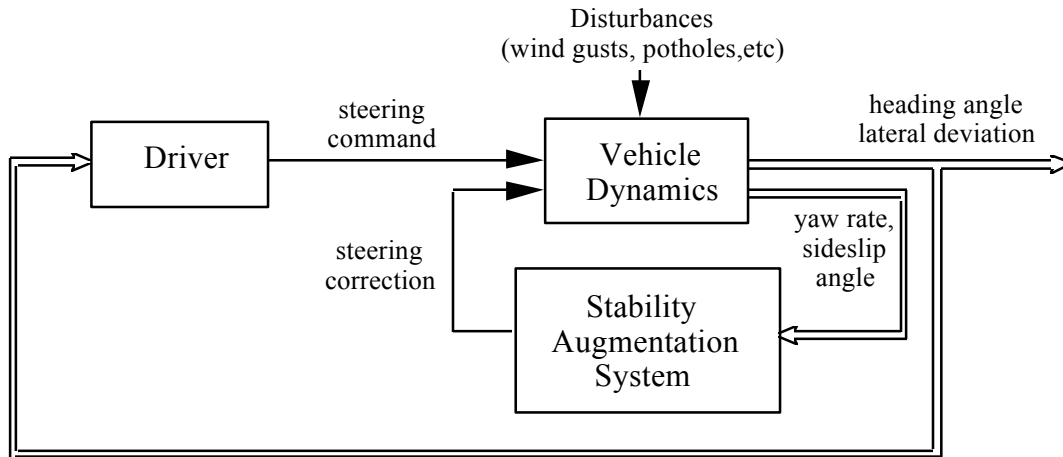 Disturbances
(wind gusts, potholes,etc)
steering
command
heading angle
lateral deviation
Driver
Vehicle
Dynamics
steering
correction
yaw rate,
sideslip
angle
Stability
Augmentation
System